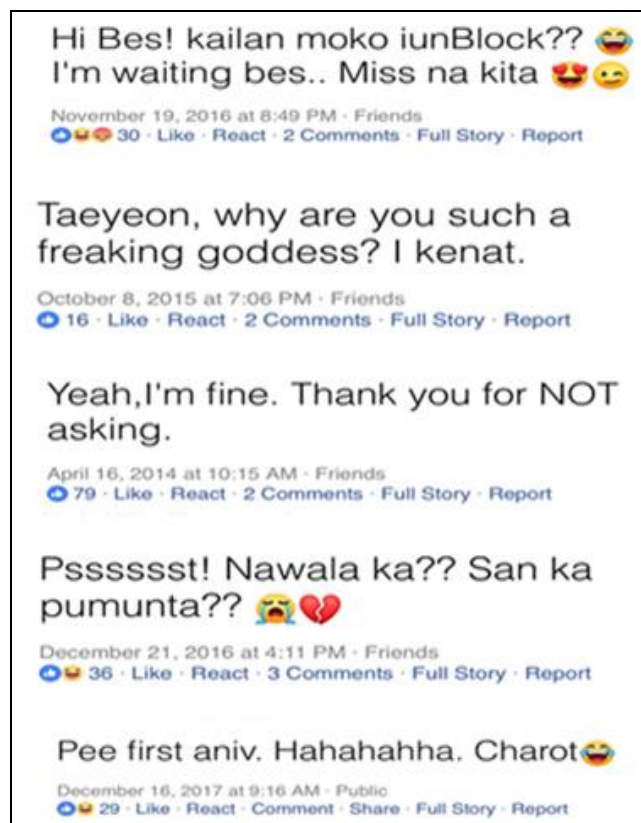 Hi Bes! kailan moko iunBlock?? 😂
I'm waiting bes.. Miss na kita 😍😉
November 19, 2016 at 8:49 PM · Friends
30 · Like · React · 2 Comments · Full Story · Report
Taeyeon, why are you such a
freaking goddess? I kenat.
October 8, 2015 at 7:06 PM · Friends
16 · Like · React · 2 Comments · Full Story · Report
Yeah,I'm fine. Thank you for NOT
asking.
April 16, 2014 at 10:15 AM · Friends
79 · Like · React · 2 Comments · Full Story · Report
Psssssst! Nawala ka?? San ka
pumunta?? 😭💔
December 21, 2016 at 4:11 PM · Friends
36 · Like · React · 3 Comments · Full Story · Report
Pee first aniv. Hahahahha. Charot😂
December 16, 2017 at 9:16 AM · Public
29 · Like · React · Comment · Share · Full Story · Report